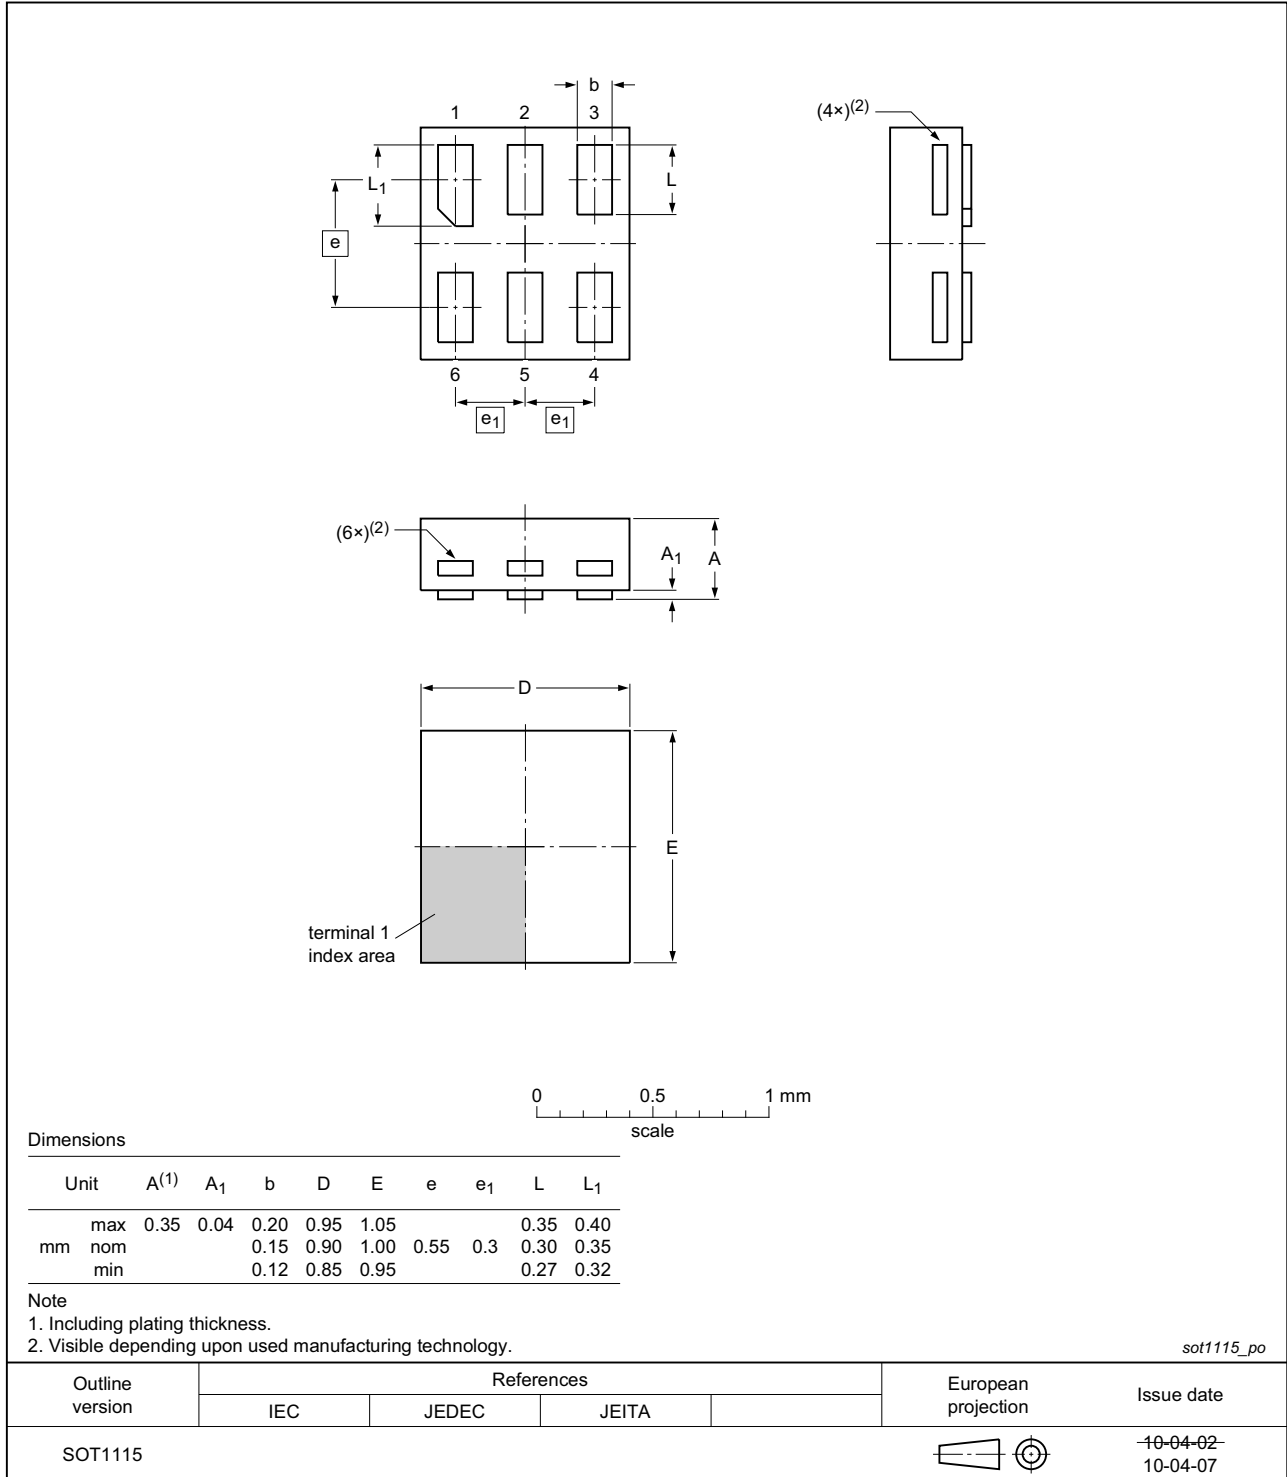 b
1 2 3
(4×)(2)
L1
L
e
6 5 4
e1 e1
(6×)(2)
A1 A
D
E
terminal 1
index area
0 0.5 1 mm
scale
Dimensions
Unit A(1) A1 b D E e e1 L L1
max 0.35 0.04 0.20 0.95 1.05 0.35 0.40
mm nom 0.15 0.90 1.00 0.55 0.3 0.30 0.35
min 0.12 0.85 0.95 0.27 0.32
Note
1. Including plating thickness.
2. Visible depending upon used manufacturing technology.
sot1115_po
Outline version
References
IEC JEDEC JEITA
European projection
Issue date
SOT1115
10-04-02
10-04-07